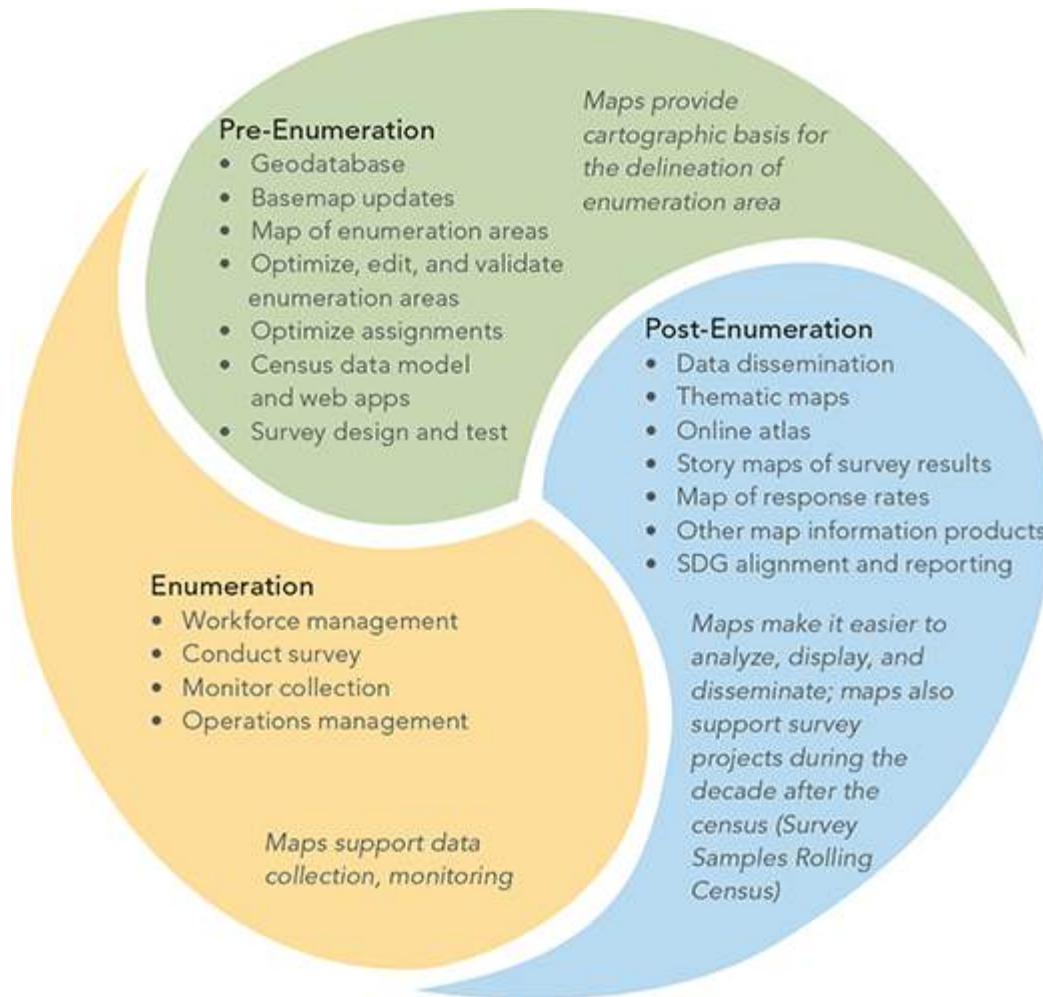 Pre-Enumeration
• Geodatabase
• Basemap updates
• Map of enumeration areas
• Optimize, edit, and validate
enumeration areas
• Optimize assignments
• Census data model
and web apps
• Survey design and test
Maps provide
cartographic basis for
the delineation of
enumeration area
Enumeration
• Workforce management
• Conduct survey
• Monitor collection
• Operations management
Maps support data
collection, monitoring
Post-Enumeration
• Data dissemination
• Thematic maps
• Online atlas
• Story maps of survey results
• Map of response rates
• Other map information products
• SDG alignment and reporting
Maps make it easier to
analyze, display, and
disseminate; maps also
support survey
projects during the
decade after the
census (Survey
Samples Rolling
Census)